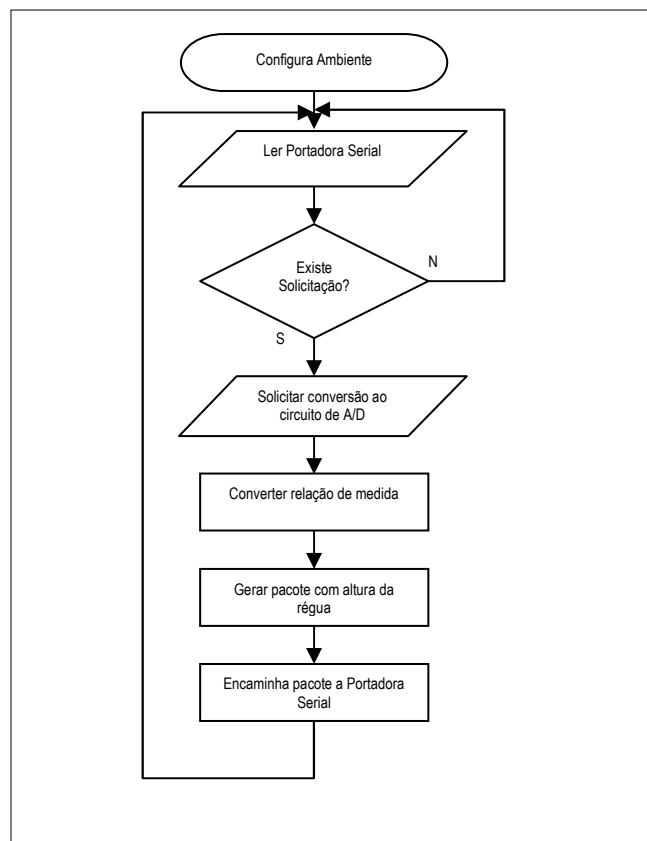 Configura Ambiente
Ler Portadora Serial
Existe
Solicitação?
N
S
Solicitar conversão ao
circuito de A/D
Converter relação de medida
Gerar pacote com altura da
régua
Encaminha pacote a Portadora
Serial